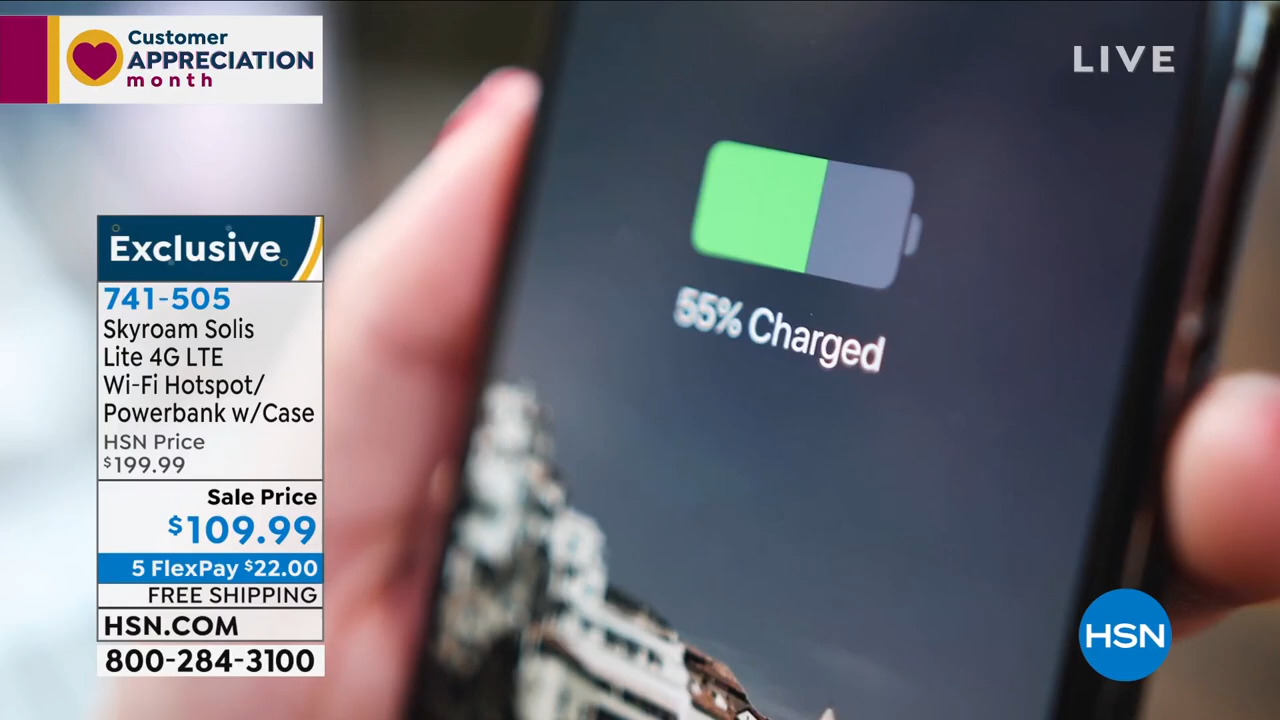 Customer
APPRECIATION
month
LIVE
Exclusive
741-505
Skyroam Solis
Lite 4G LTE
Wi-Fi Hotspot/
Powerbank w/Case
HSN Price
$199.99
Sale Price
$109.99
5 FlexPay $22.00
FREE SHIPPING
HSN.COM
800-284-3100
55% Charged
HSN